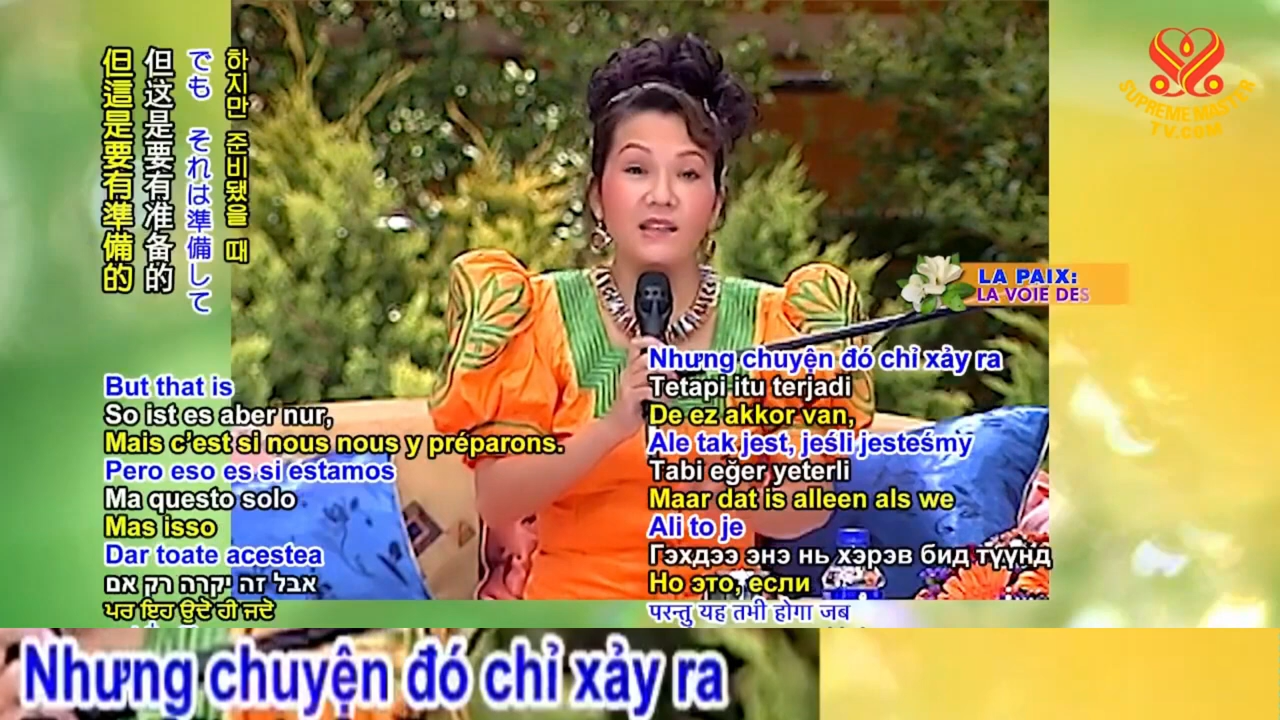 하지만 준비됐을 때
でも それは準備して
但这是要有准备的
但這是要有準備的
SUPREME MASTER
TV.COM
LA PAIX:
LA VOIE DES
But that is
So ist es aber nur,
Mais c’est si nous nous y préparons.
Pero eso es si estamos
Ma questo solo
Mas isso
Dar toate acestea
אבל זה יקרה רק אם
ਪਰ ਇਹ ਉਦੋਂ ਹੀ ਜਦੋਂ
Nhưng chuyện đó chỉ xảy ra
Tetapi itu terjadi
De ez akkor van,
Ale tak jest, jeśli jesteśmy
Tabi eğer yeterli
Maar dat is alleen als we
Ali to je
Гэхдээ энэ нь хэрэв бид түүнд
Но это, если
परन्तु यह तभी होगा जब
Nhưng chuyện đó chỉ xảy ra